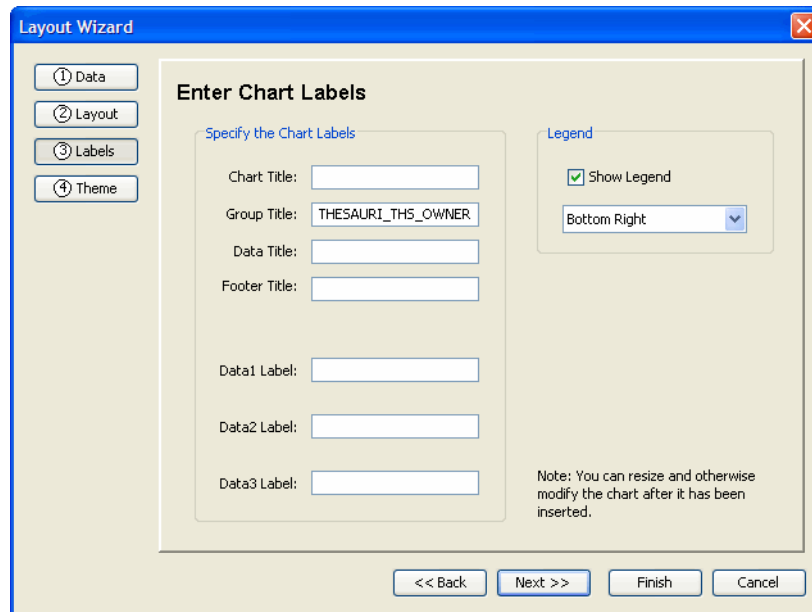 Layout Wizard
1 Data
2 Layout
3 Labels
4 Theme
Enter Chart Labels
Specify the Chart Labels
Chart Title:
Group Title: THESAURI_THS_OWNER
Data Title:
Footer Title:
Data1 Label:
Data2 Label:
Data3 Label:
Legend
Show Legend
Bottom Right
Note: You can resize and otherwise
modify the chart after it has been
inserted.
<< Back Next >> Finish Cancel